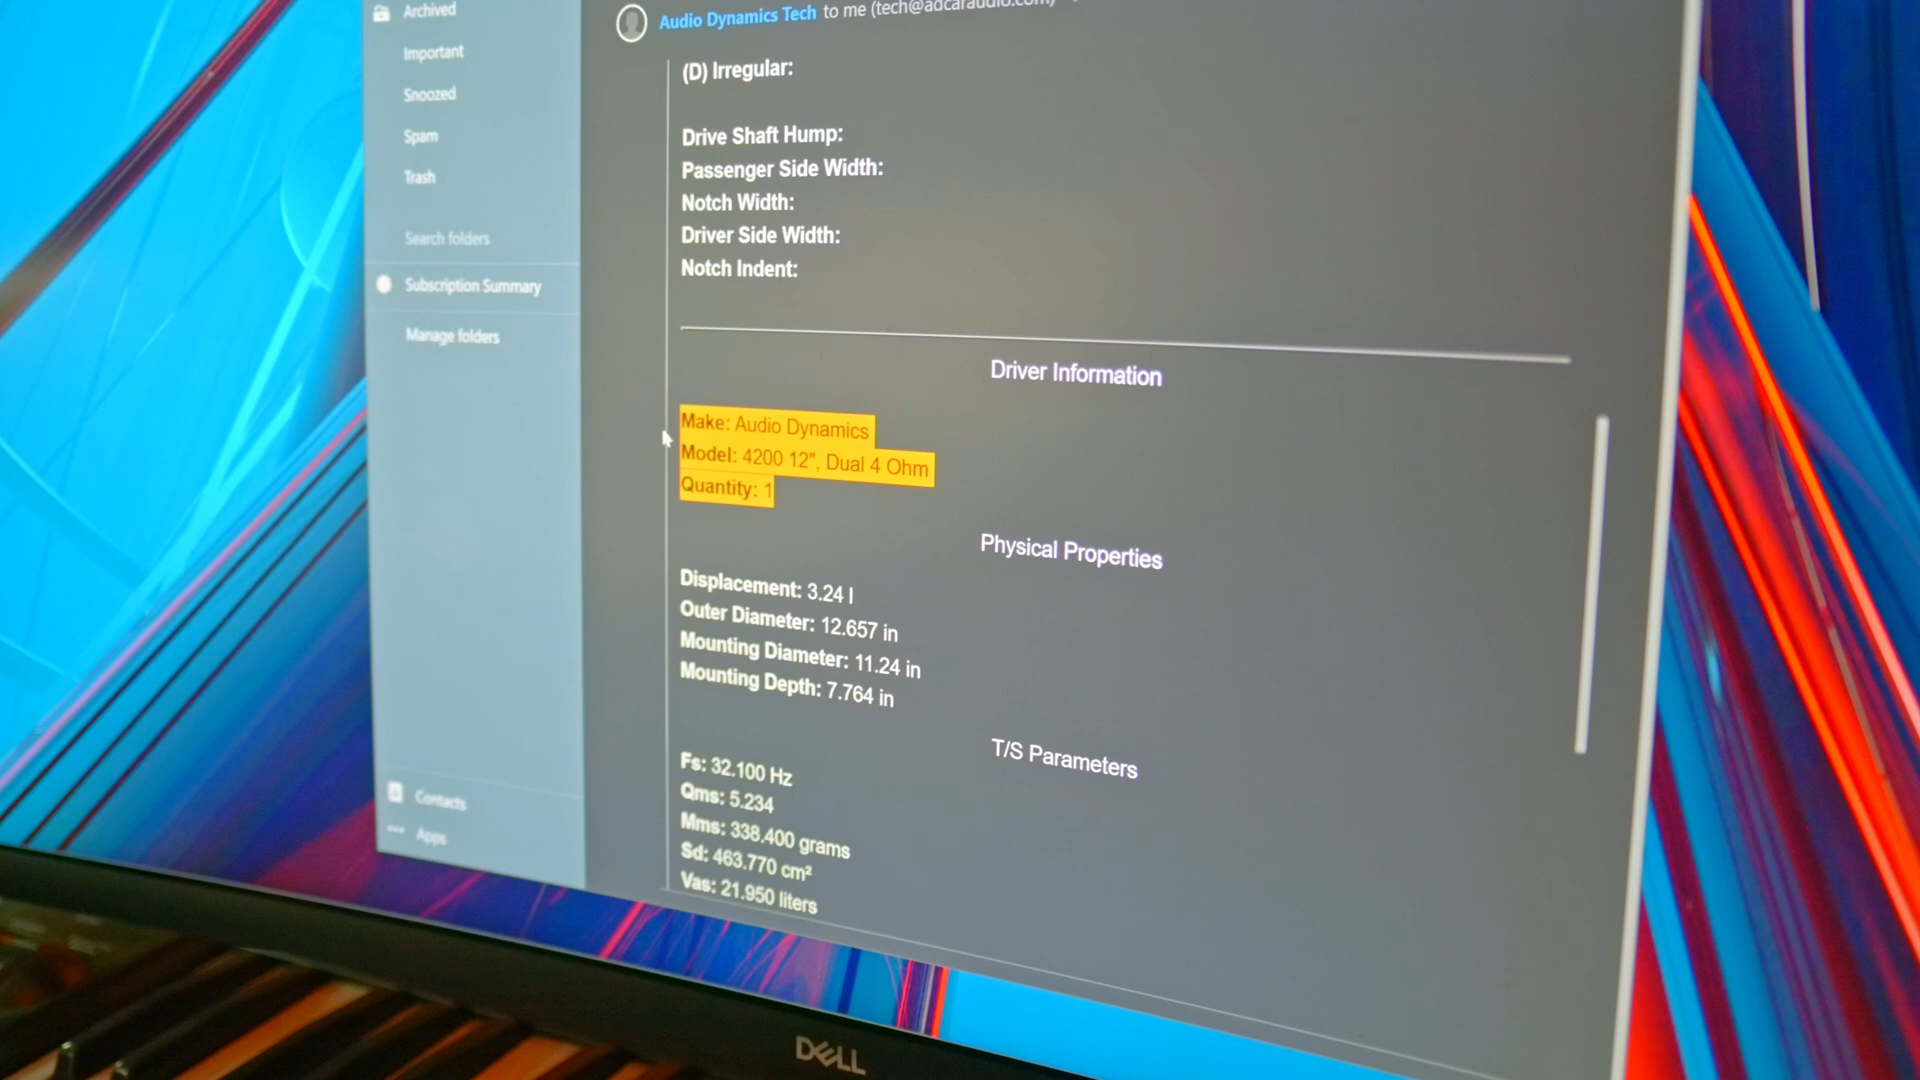 Archived
Important
Snoozed
Spam
Trash
Search folders
Subscription Summary
Manage folders
Contacts
Apps
Audio Dynamics Tech to me (tech@adcaraudio.com)
(D) Irregular:
Drive Shaft Hump:
Passenger Side Width:
Notch Width:
Driver Side Width:
Notch Indent:
Driver Information
Make: Audio Dynamics
Model: 4200 12", Dual 4 Ohm
Quantity: 1
Physical Properties
Displacement: 3.24 l
Outer Diameter: 12.657 in
Mounting Diameter: 11.24 in
Mounting Depth: 7.764 in
T/S Parameters
Fs: 32.100 Hz
Qms: 5.234
Mms: 338.400 grams
Sd: 463.770 cm²
Vas: 21.950 liters
DELL